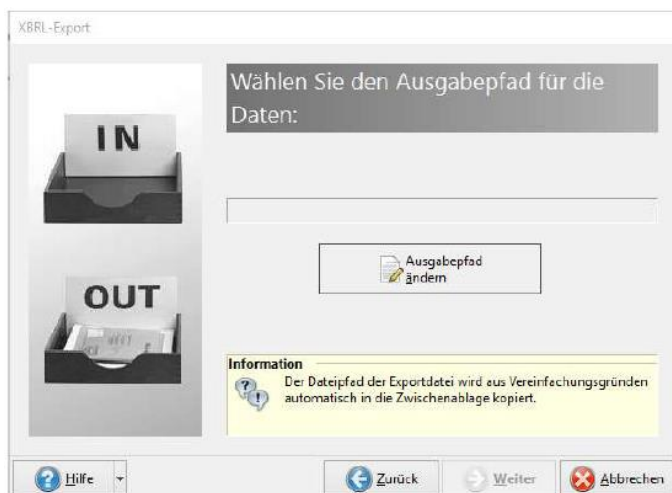 XBRL-Export
IN
OUT
Wählen Sie den Ausgabepfad für die
Daten:
Ausgabepfad
ändern
Information
Der Dateipfad der Exportdatei wird aus Vereinfachungsgründen
automatisch in die Zwischenablage kopiert.
Hilfe
Zurück
Weiter
Abbrechen